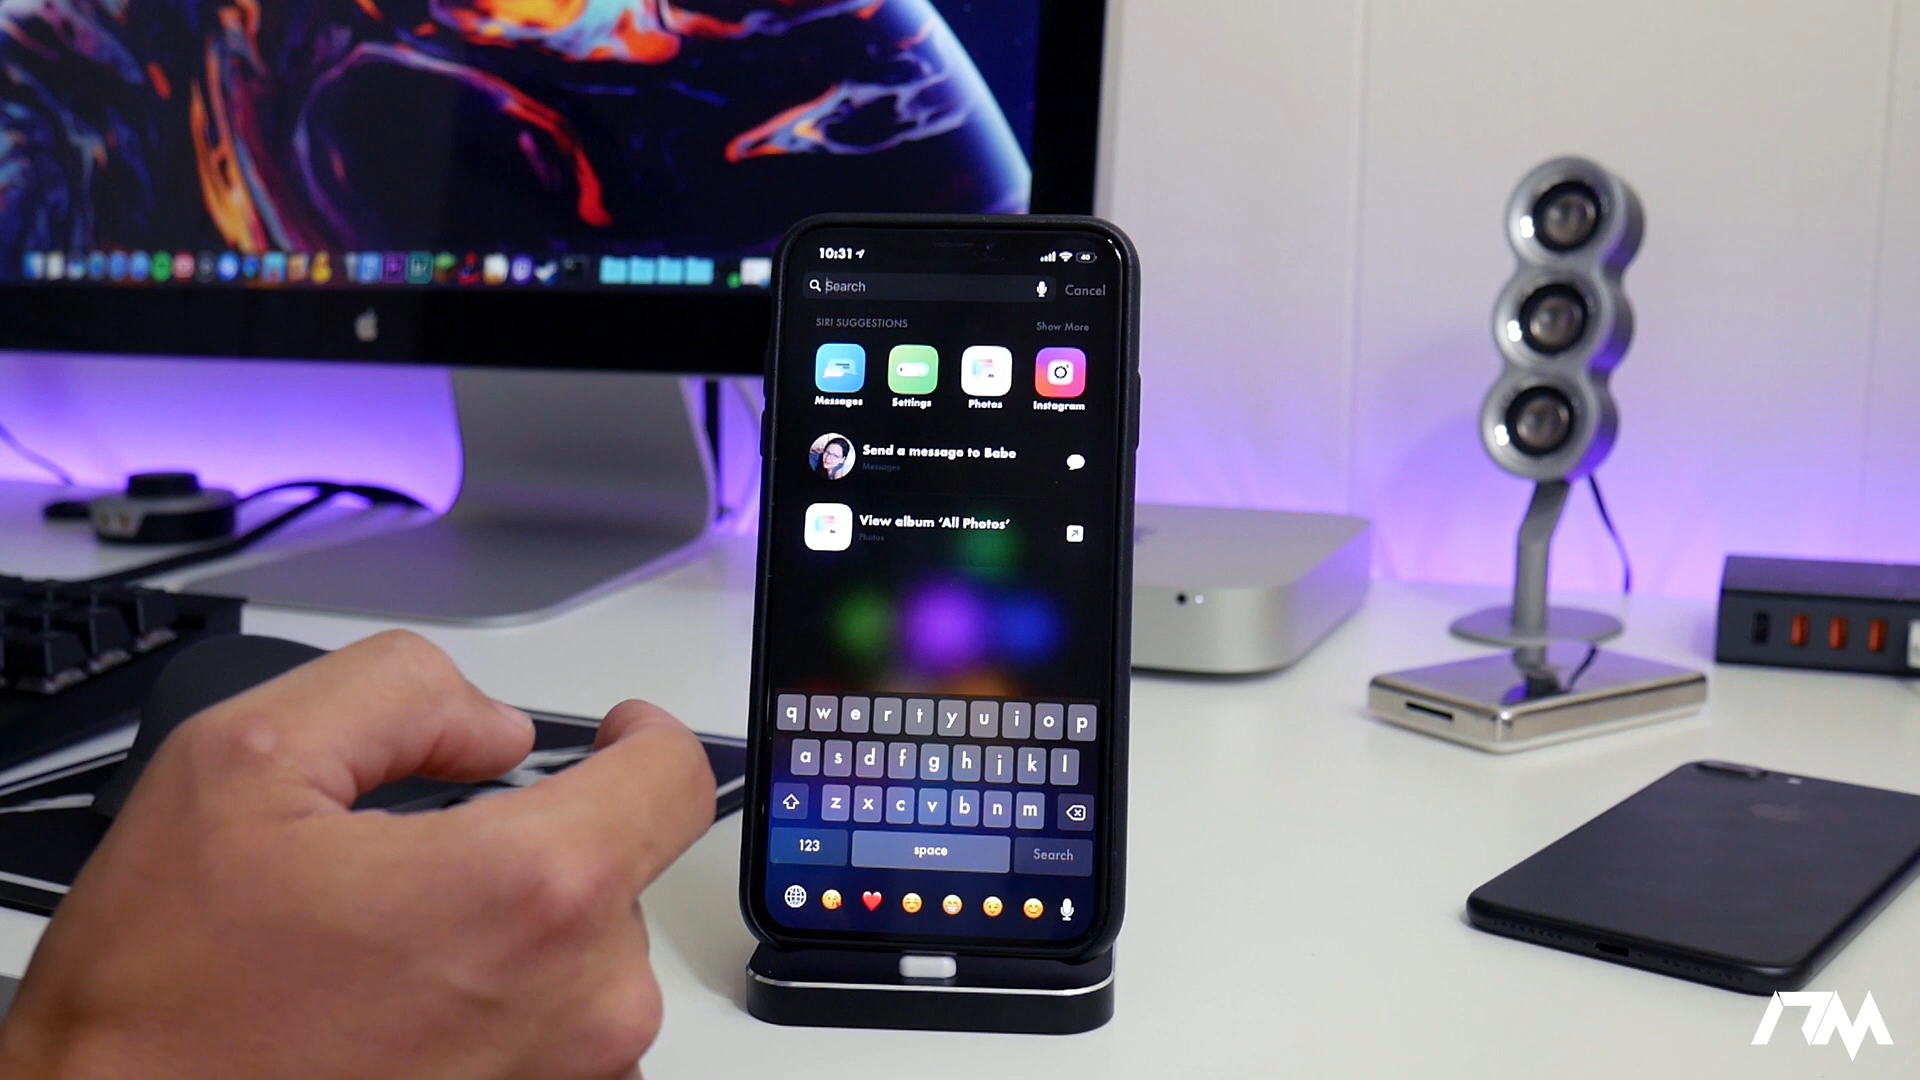 10:31
40
Search
Cancel
SIRI SUGGESTIONS
Show More
Messages Settings Photos Instagram
Send a message to Babe
Messages
View album ‘All Photos’
Photos
q w e r t y u i o p
a s d f g h j k l
z x c v b n m
123 space Search